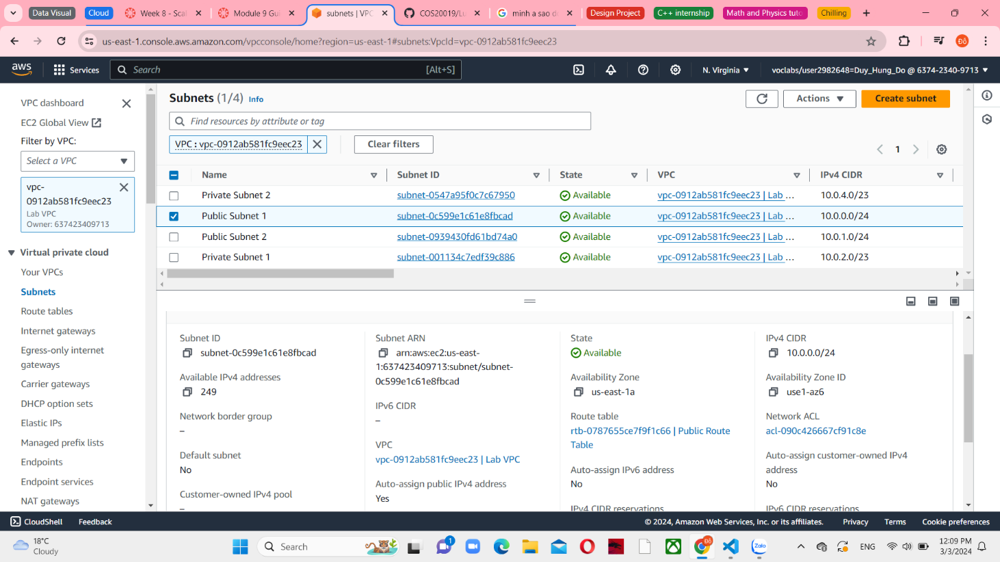 Data Visual
Cloud
Week 8 - Scal
Module 9 Gui
subnets | VPC
COS20019/Lu
minh a sao de
Design Project
C++ internship
Math and Physics tuto
Chilling
us-east-1.console.aws.amazon.com/vpcconsole/home?region=us-east-1#subnets:VpcId=vpc-0912ab581fc9eec23
Đỗ
aws
Services
Search
[Alt+S]
N. Virginia
voclabs/user2982648=Duy_Hung_Do @ 6374-2340-9713
VPC dashboard
EC2 Global View
Filter by VPC:
Select a VPC
vpc-
0912ab581fc9eec23
Lab VPC
Owner: 637423409713
Virtual private cloud
Your VPCs
Subnets
Route tables
Internet gateways
Egress-only internet
gateways
Carrier gateways
DHCP option sets
Elastic IPs
Managed prefix lists
Endpoints
Endpoint services
NAT gateways
Subnets (1/4) Info
Actions
Create subnet
Find resources by attribute or tag
VPC : vpc-0912ab581fc9eec23
Clear filters
1
Name Subnet ID State VPC IPv4 CIDR
Private Subnet 2 subnet-0547a95f0c7c67950 Available vpc-0912ab581fc9eec23 | Lab ... 10.0.4.0/23
Public Subnet 1 subnet-0c599e1c61e8fbcad Available vpc-0912ab581fc9eec23 | Lab ... 10.0.0.0/24
Public Subnet 2 subnet-0939430fd61bd74a0 Available vpc-0912ab581fc9eec23 | Lab ... 10.0.1.0/24
Private Subnet 1 subnet-001134c7edf39c886 Available vpc-0912ab581fc9eec23 | Lab ... 10.0.2.0/23
Subnet ID
subnet-0c599e1c61e8fbcad
Available IPv4 addresses
249
Network border group
–
Default subnet
No
Customer-owned IPv4 pool
–
Subnet ARN
arn:aws:ec2:us-east-
1:637423409713:subnet/subnet-
0c599e1c61e8fbcad
IPv6 CIDR
–
VPC
vpc-0912ab581fc9eec23 | Lab VPC
Auto-assign public IPv4 address
Yes
State
Available
Availability Zone
us-east-1a
Route table
rtb-0787655ce7f9f1c66 | Public Route
Table
Auto-assign IPv6 address
No
IPv4 CIDR reservations
IPv4 CIDR
10.0.0.0/24
Availability Zone ID
use1-az6
Network ACL
acl-090c426667cf91c8e
Auto-assign customer-owned IPv4
address
No
IPv6 CIDR reservations
CloudShell
Feedback
© 2024, Amazon Web Services, Inc. or its affiliates.
Privacy
Terms
Cookie preferences
18°C
Cloudy
Search
1
Đỗ
Zalo
ENG
12:09 PM
3/3/2024